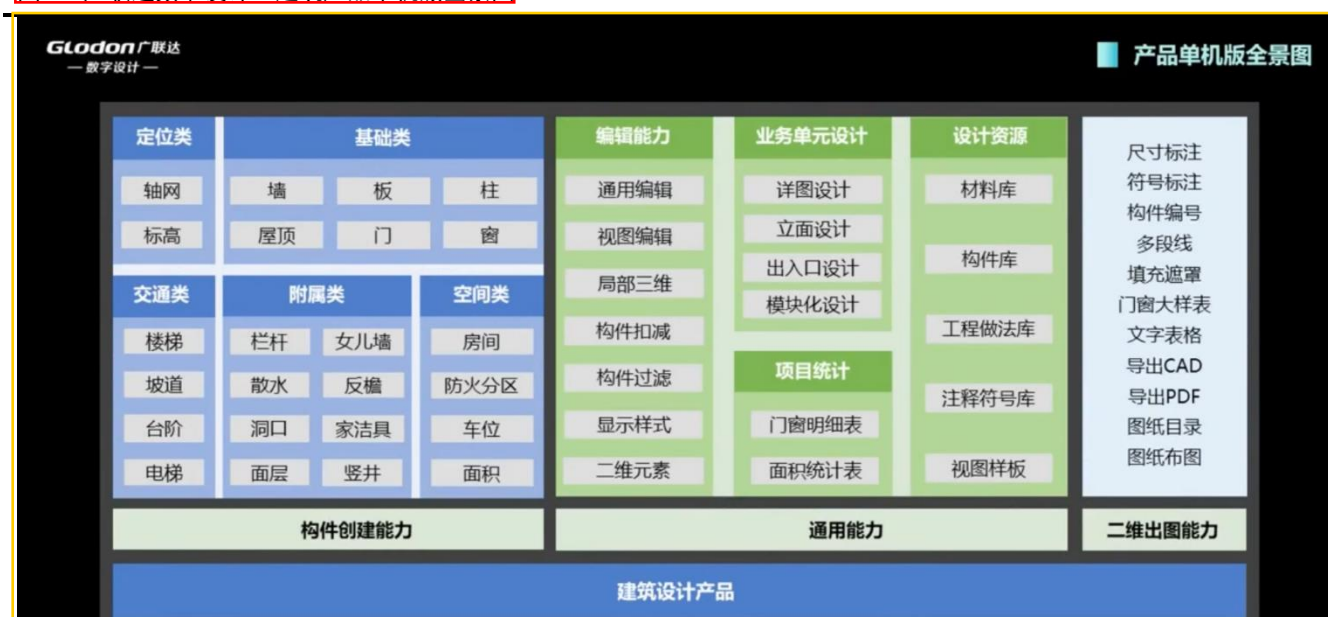 GLodon广联达
— 数字设计 —
产品单机版全景图
定位类
轴网
标高
基础类
墙 板 柱
屋顶 门 窗
交通类
楼梯
坡道
台阶
电梯
附属类
栏杆 女儿墙
散水 反檐
洞口 家洁具
面层 竖井
空间类
房间
防火分区
车位
面积
构件创建能力
编辑能力
通用编辑
视图编辑
局部三维
构件扣减
构件过滤
显示样式
二维元素
业务单元设计
详图设计
立面设计
出入口设计
模块化设计
项目统计
门窗明细表
面积统计表
设计资源
材料库
构件库
工程做法库
注释符号库
视图样板
通用能力
尺寸标注
符号标注
构件编号
多段线
填充遮罩
门窗大样表
文字表格
导出CAD
导出PDF
图纸目录
图纸布图
二维出图能力
建筑设计产品